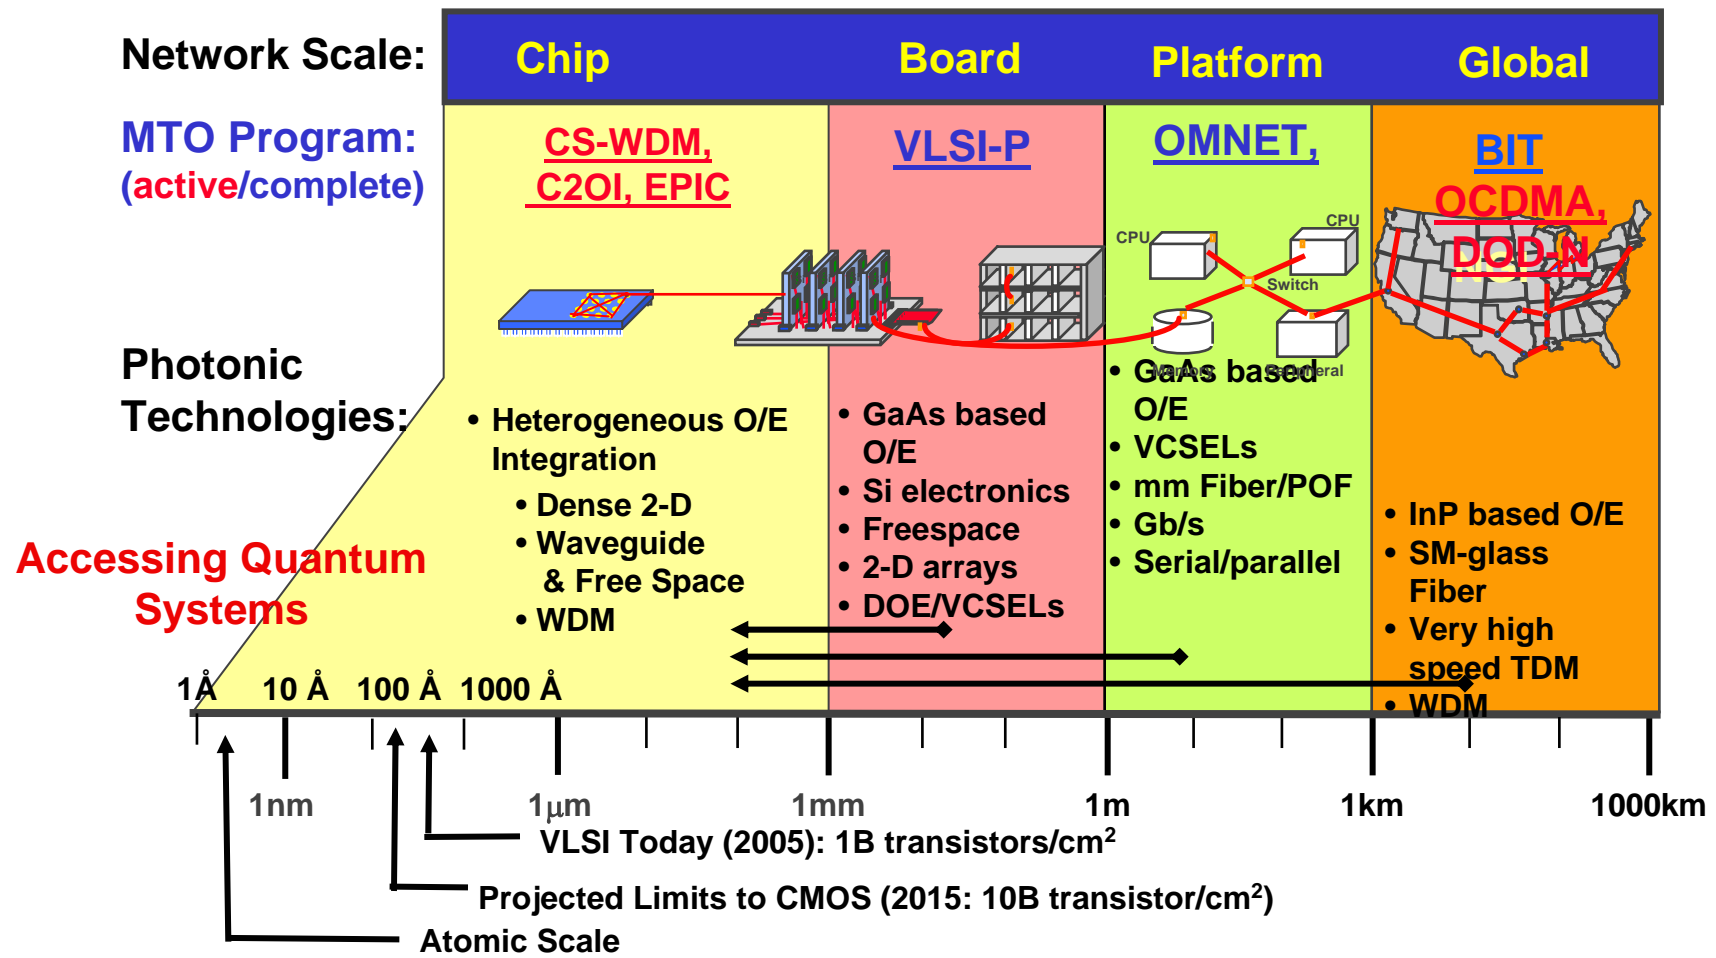 Network Scale:
Chip
Board
Platform
Global
MTO Program:
(active/complete)
CS-WDM,
C2OI, EPIC
VLSI-P
OMNET,
BIT
OCDMA,
DOD-N
CPU
CPU
Switch
Memory
Peripheral
Photonic
Technologies:
• Heterogeneous O/E
Integration
• Dense 2-D
• Waveguide
& Free Space
• WDM
• GaAs based
O/E
• Si electronics
• Freespace
• 2-D arrays
• DOE/VCSELs
• GaAs based
O/E
• VCSELs
• mm Fiber/POF
• Gb/s
• Serial/parallel
• InP based O/E
• SM-glass
Fiber
• Very high
speed TDM
• WDM
Accessing Quantum
Systems
1Å
10 Å
100 Å
1000 Å
1nm
1µm
1mm
1m
1km
1000km
VLSI Today (2005): 1B transistors/cm²
Projected Limits to CMOS (2015: 10B transistor/cm²)
Atomic Scale